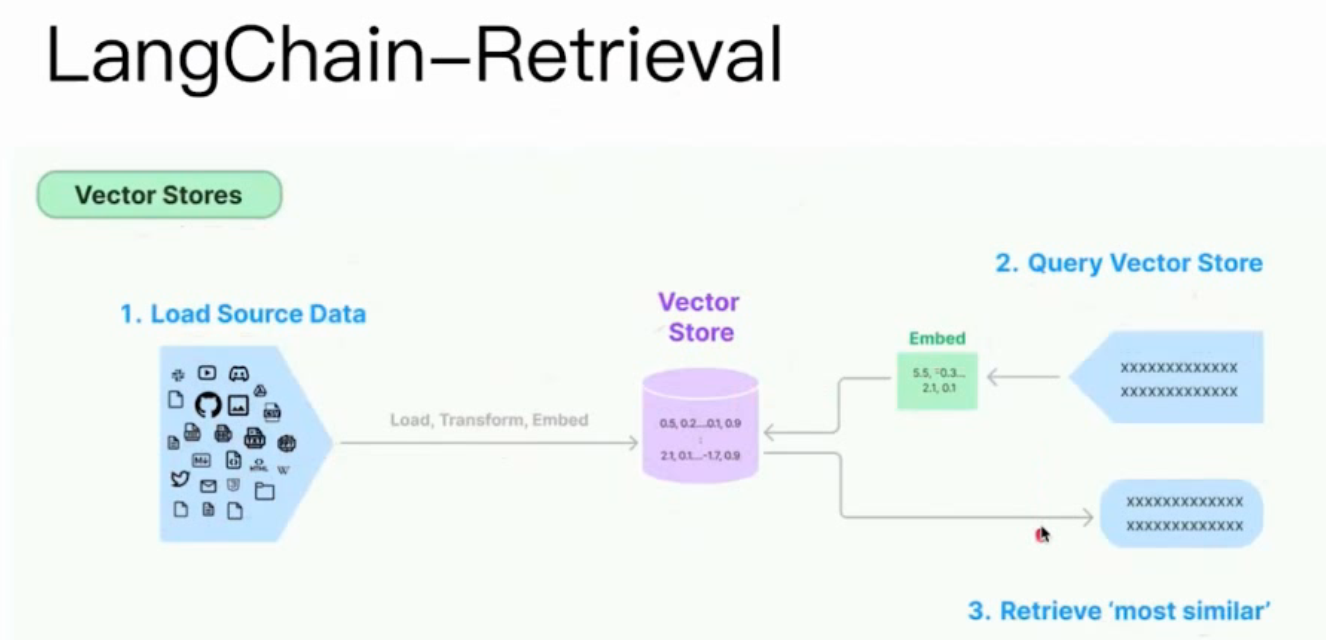 LangChain–Retrieval
Vector Stores
2. Query Vector Store
1. Load Source Data
Vector
Store
Embed
5.5, -0.3...
2.1, 0.1
xxxxxxxxxxxxx
xxxxxxxxxxxxx
Load, Transform, Embed
0.5, 0.2....0.1, 0.9
:
2.1, 0.1....-1.7, 0.9
M↓
HTML
W
xxxxxxxxxxxxx
xxxxxxxxxxxxx
3. Retrieve ‘most similar’